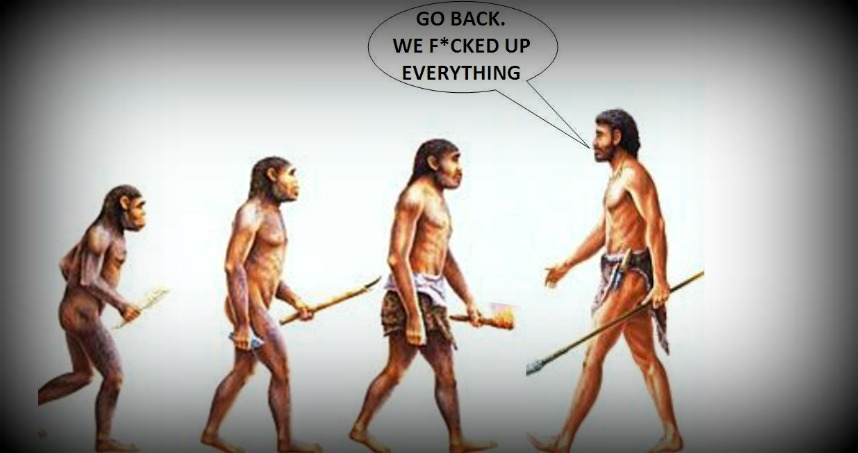 GO BACK.
WE F*CKED UP
EVERYTHING